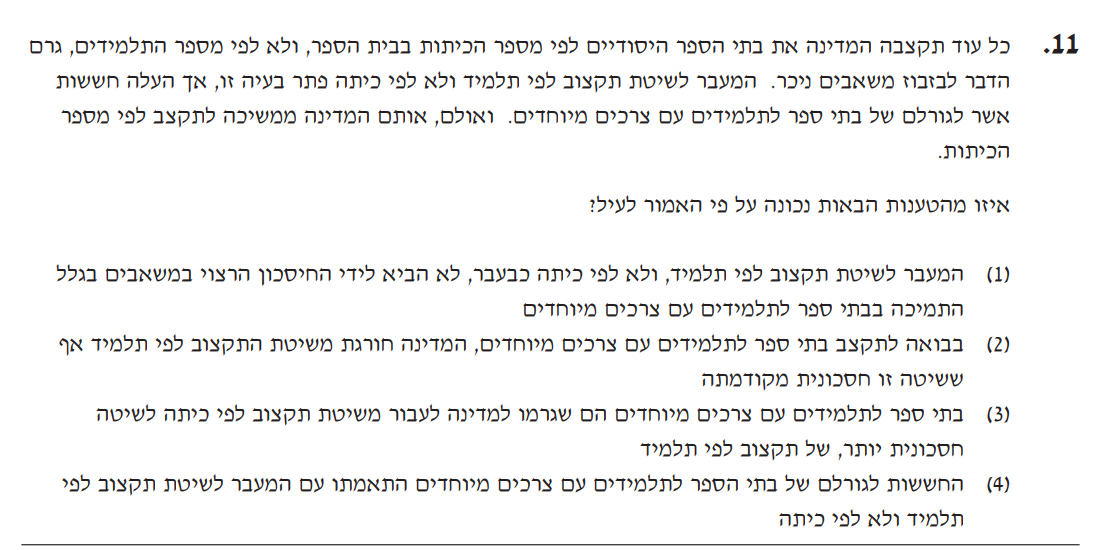 11. כל עוד תקצבה המדינה את בתי הספר היסודיים לפי מספר הכיתות בבית הספר, ולא לפי מספר התלמידים, גרם
הדבר לבזבוז משאבים ניכר. המעבר לשיטת תקצוב לפי תלמיד ולא לפי כיתה פתר בעיה זו, אך העלה חששות
אשר לגורלם של בתי ספר לתלמידים עם צרכים מיוחדים. ואולם, אותם המדינה ממשיכה לתקצב לפי מספר
הכיתות.
איזו מהטענות הבאות נכונה על פי האמור לעיל?
(1) המעבר לשיטת תקצוב לפי תלמיד, ולא לפי כיתה כבעבר, לא הביא לידי החיסכון הרצוי במשאבים בגלל
התמיכה בבתי ספר לתלמידים עם צרכים מיוחדים
(2) בבואה לתקצב בתי ספר לתלמידים עם צרכים מיוחדים, המדינה חורגת משיטת התקצוב לפי תלמיד אף
ששיטה זו חסכונית מקודמתה
(3) בתי ספר לתלמידים עם צרכים מיוחדים הם שגרמו למדינה לעבור משיטת תקצוב לפי כיתה לשיטה
חסכונית יותר, של תקצוב לפי תלמיד
(4) החששות לגורלם של בתי הספר לתלמידים עם צרכים מיוחדים התאמתו עם המעבר לשיטת תקצוב לפי
תלמיד ולא לפי כיתה